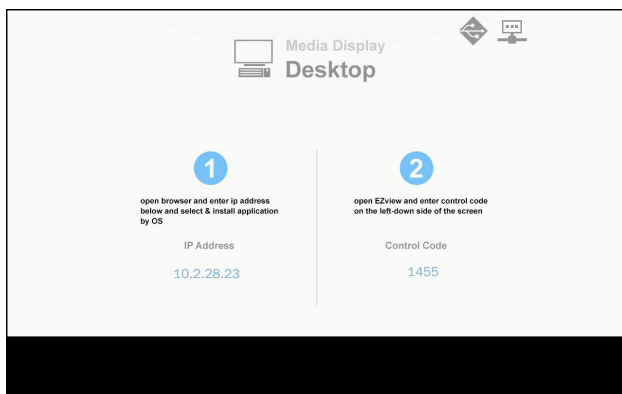 Media Display
Desktop
1
open browser and enter ip address
below and select & install application
by OS
IP Address
10.2.28.23
2
open EZview and enter control code
on the left-down side of the screen
Control Code
1455